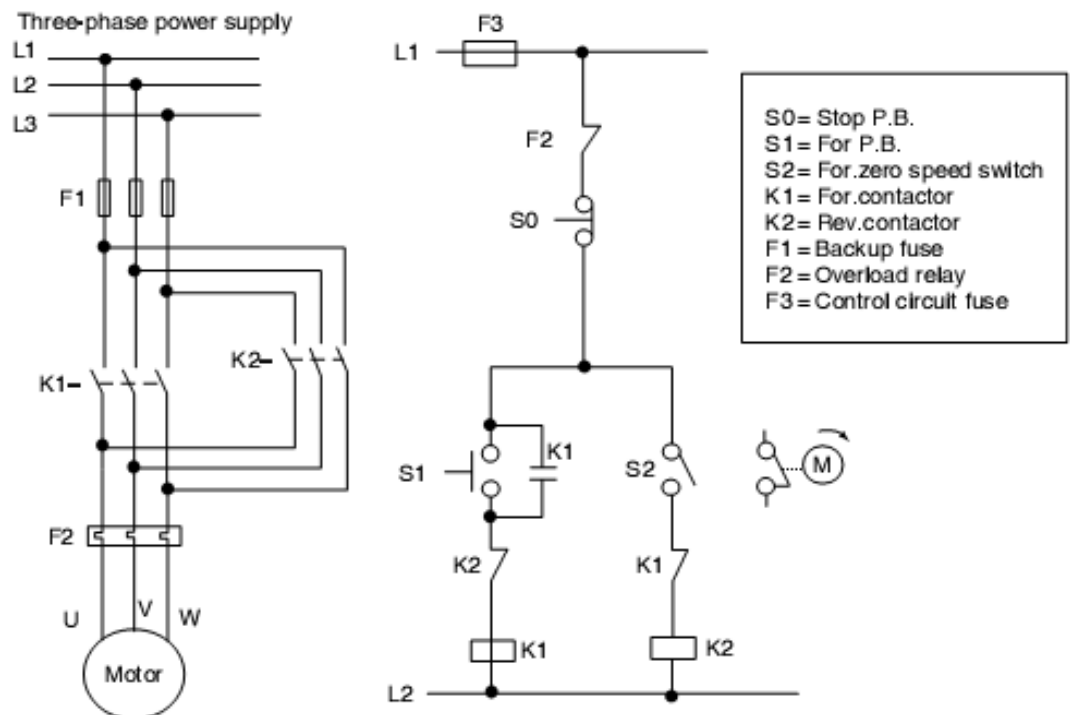 Three-phase power supply
L1
L2
L3
F1
K1
K2
F2
U
V
W
Motor
L1
F3
F2
S0
S1
K1
S2
M
K2
K1
K1
K2
L2
S0= Stop P.B.
S1= For P.B.
S2= For.zero speed switch
K1= For.contactor
K2= Rev.contactor
F1= Backup fuse
F2= Overload relay
F3= Control circuit fuse